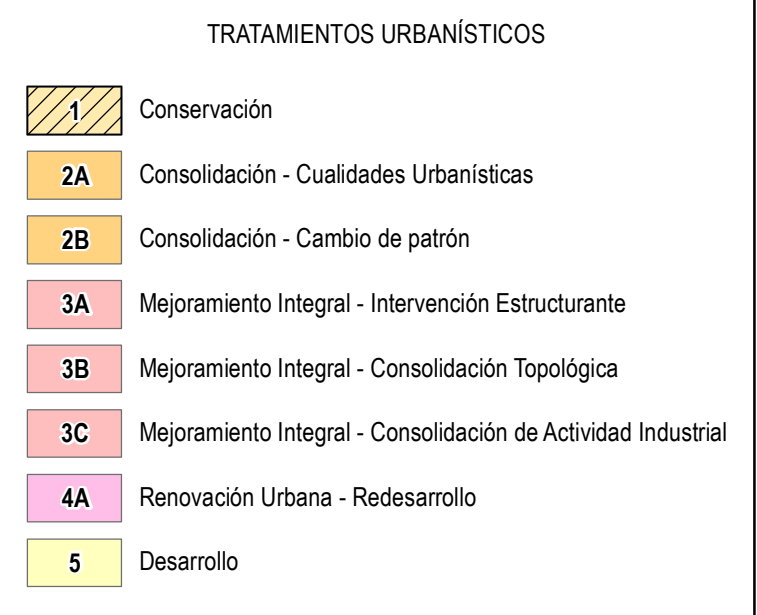 TRATAMIENTOS URBANÍSTICOS
1 Conservación
2A Consolidación - Cualidades Urbanísticas
2B Consolidación - Cambio de patrón
3A Mejoramiento Integral - Intervención Estructurante
3B Mejoramiento Integral - Consolidación Topológica
3C Mejoramiento Integral - Consolidación de Actividad Industrial
4A Renovación Urbana - Redesarrollo
5 Desarrollo